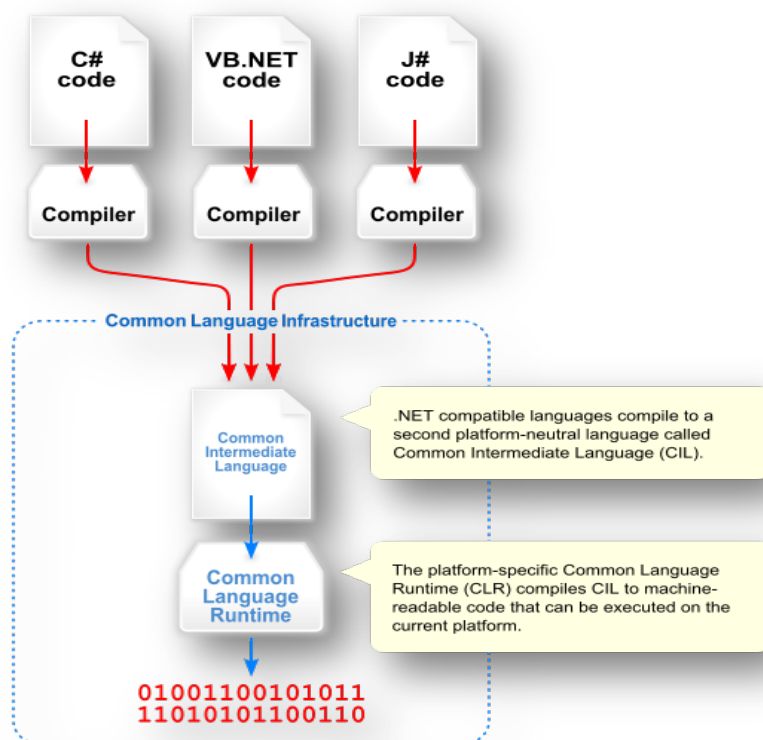 C#
code
VB.NET
code
J#
code
Compiler
Compiler
Compiler
Common Language Infrastructure
Common
Intermediate
Language
.NET compatible languages compile to a
second platform-neutral language called
Common Intermediate Language (CIL).
Common
Language
Runtime
The platform-specific Common Language
Runtime (CLR) compiles CIL to machine-
readable code that can be executed on the
current platform.
01001100101011
11010101100110